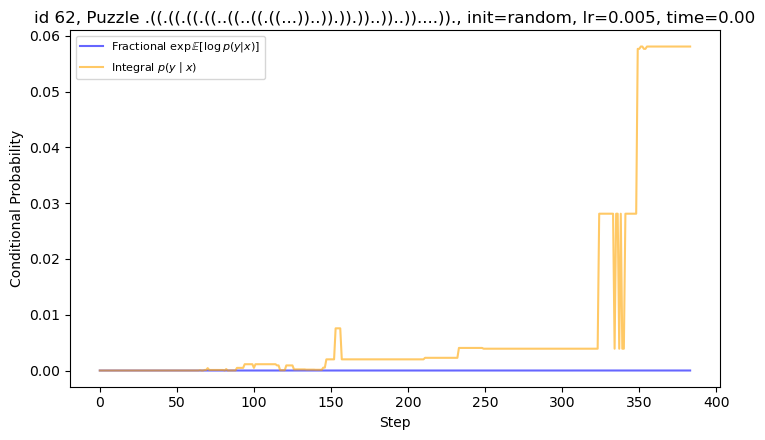 id 62, Puzzle .((.((.((.((..((..((.((...))..)).)).))..))..))....))., init=random, lr=0.005, time=0.00
Fractional exp𝔼[log p(y|x)]
Integral p(y | x)
Conditional Probability
0.06
0.05
0.04
0.03
0.02
0.01
0.00
0 50 100 150 200 250 300 350 400
Step